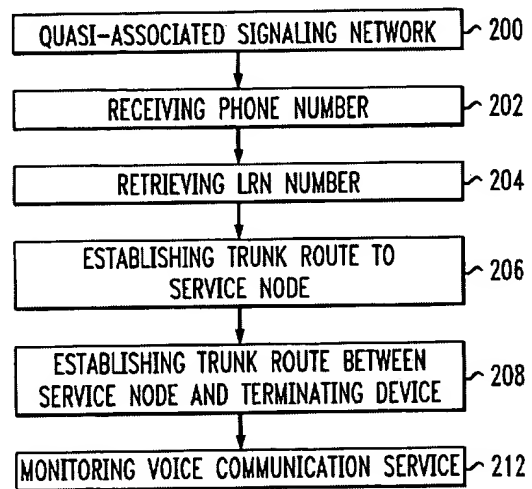 QUASI-ASSOCIATED SIGNALING NETWORK 200
RECEIVING PHONE NUMBER 202
RETRIEVING LRN NUMBER 204
ESTABLISHING TRUNK ROUTE TO
SERVICE NODE 206
ESTABLISHING TRUNK ROUTE BETWEEN
SERVICE NODE AND TERMINATING DEVICE 208
MONITORING VOICE COMMUNICATION SERVICE 212